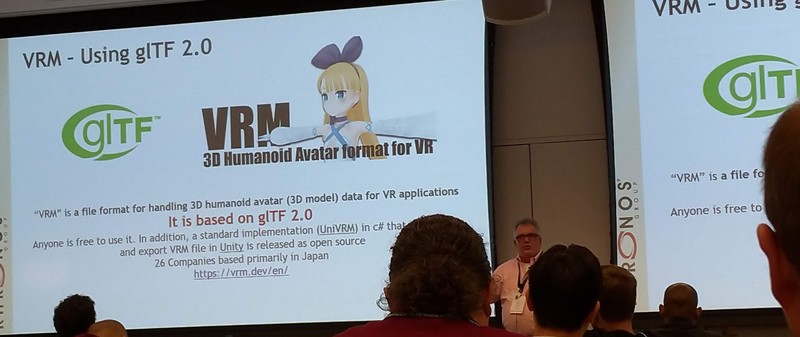 VRM – Using glTF 2.0
glTF™
VRM
3D Humanoid Avatar format for VR
"VRM" is a file format for handling 3D humanoid avatar (3D model) data for VR applications
It is based on glTF 2.0
Anyone is free to use it. In addition, a standard implementation (UniVRM) in c# that
and export VRM file in Unity is released as open source
26 Companies based primarily in Japan
https://vrm.dev/en/
VRM – Using
glT
"VRM" is a file fo
Anyone is free to
KHRONOS
GROUP